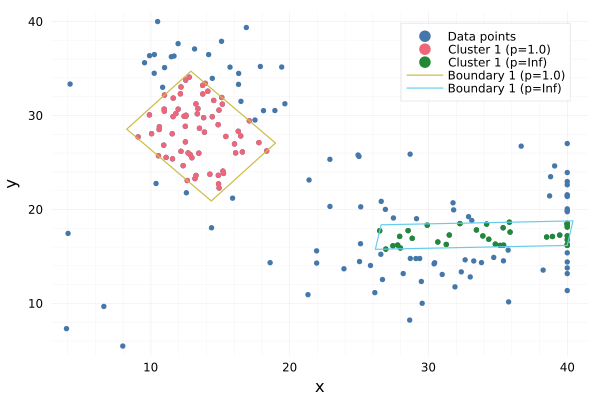 40
30
20
10
y
10
20
30
40
x
Data points
Cluster 1 (p=1.0)
Cluster 1 (p=Inf)
Boundary 1 (p=1.0)
Boundary 1 (p=Inf)